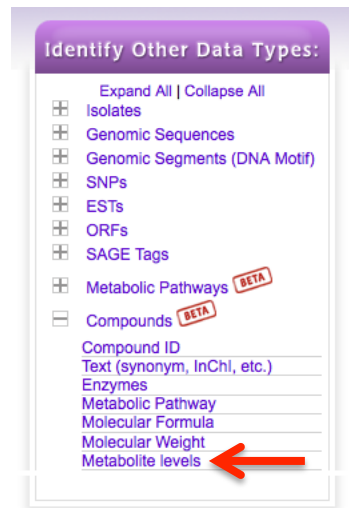 Identify Other Data Types:
Expand All | Collapse All
Isolates
Genomic Sequences
Genomic Segments (DNA Motif)
SNPs
ESTs
ORFs
SAGE Tags
Metabolic Pathways BETA
Compounds BETA
Compound ID
Text (synonym, InChI, etc.)
Enzymes
Metabolic Pathway
Molecular Formula
Molecular Weight
Metabolite levels